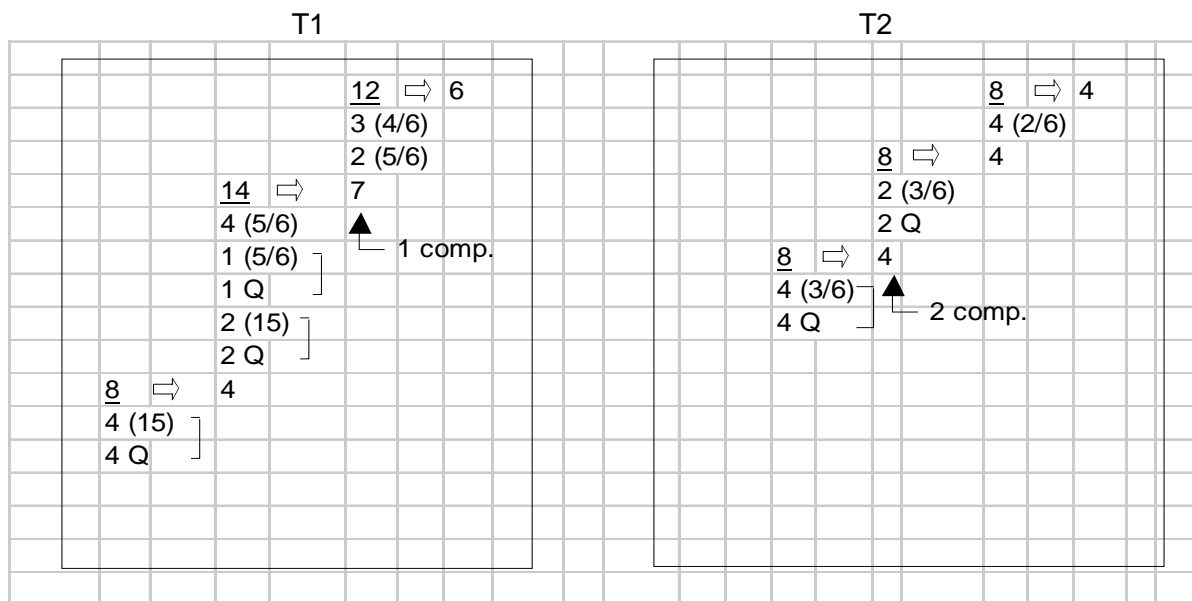 T1
12 ⇨ 6
3 (4/6)
2 (5/6)
14 ⇨ 7
4 (5/6)
1 comp.
1 (5/6)
1 Q
2 (15)
2 Q
8 ⇨ 4
4 (15)
4 Q
T2
8 ⇨ 4
4 (2/6)
8 ⇨ 4
2 (3/6)
2 Q
8 ⇨ 4
4 (3/6)
2 comp.
4 Q